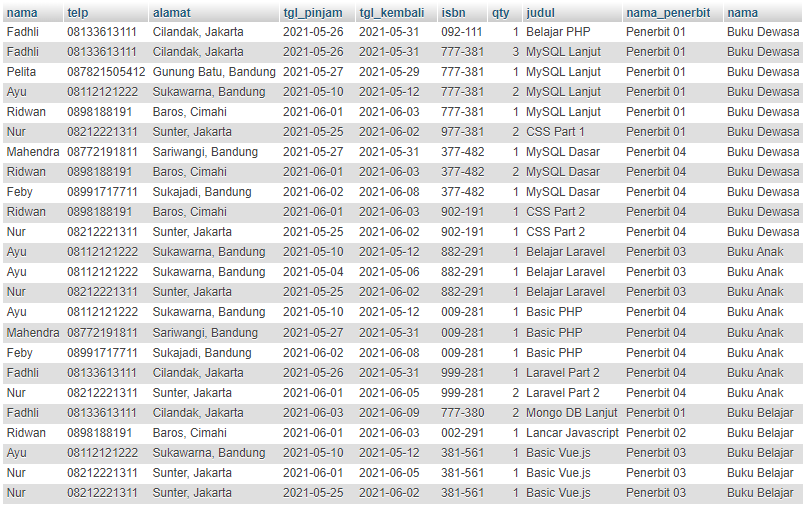 nama telp alamat tgl_pinjam tgl_kembali isbn qty judul nama_penerbit nama
Fadhli 08133613111 Cilandak, Jakarta 2021-05-26 2021-05-31 092-111 1 Belajar PHP Penerbit 01 Buku Dewasa
Fadhli 08133613111 Cilandak, Jakarta 2021-05-26 2021-05-31 777-381 3 MySQL Lanjut Penerbit 01 Buku Dewasa
Pelita 087821505412 Gunung Batu, Bandung 2021-05-27 2021-05-29 777-381 1 MySQL Lanjut Penerbit 01 Buku Dewasa
Ayu 08112121222 Sukawarna, Bandung 2021-05-10 2021-05-12 777-381 2 MySQL Lanjut Penerbit 01 Buku Dewasa
Ridwan 0898188191 Baros, Cimahi 2021-06-01 2021-06-03 777-381 1 MySQL Lanjut Penerbit 01 Buku Dewasa
Nur 08212221311 Sunter, Jakarta 2021-05-25 2021-06-02 977-381 2 CSS Part 1 Penerbit 01 Buku Dewasa
Mahendra 08772191811 Sariwangi, Bandung 2021-05-27 2021-05-31 377-482 1 MySQL Dasar Penerbit 04 Buku Dewasa
Ridwan 0898188191 Baros, Cimahi 2021-06-01 2021-06-03 377-482 2 MySQL Dasar Penerbit 04 Buku Dewasa
Feby 08991717711 Sukajadi, Bandung 2021-06-02 2021-06-08 377-482 1 MySQL Dasar Penerbit 04 Buku Dewasa
Ridwan 0898188191 Baros, Cimahi 2021-06-01 2021-06-03 902-191 1 CSS Part 2 Penerbit 04 Buku Dewasa
Nur 08212221311 Sunter, Jakarta 2021-05-25 2021-06-02 902-191 1 CSS Part 2 Penerbit 04 Buku Dewasa
Ayu 08112121222 Sukawarna, Bandung 2021-05-10 2021-05-12 882-291 1 Belajar Laravel Penerbit 03 Buku Anak
Ayu 08112121222 Sukawarna, Bandung 2021-05-04 2021-05-06 882-291 1 Belajar Laravel Penerbit 03 Buku Anak
Nur 08212221311 Sunter, Jakarta 2021-05-25 2021-06-02 882-291 1 Belajar Laravel Penerbit 03 Buku Anak
Ayu 08112121222 Sukawarna, Bandung 2021-05-10 2021-05-12 009-281 1 Basic PHP Penerbit 04 Buku Anak
Mahendra 08772191811 Sariwangi, Bandung 2021-05-27 2021-05-31 009-281 1 Basic PHP Penerbit 04 Buku Anak
Feby 08991717711 Sukajadi, Bandung 2021-06-02 2021-06-08 009-281 1 Basic PHP Penerbit 04 Buku Anak
Fadhli 08133613111 Cilandak, Jakarta 2021-05-26 2021-05-31 999-281 1 Laravel Part 2 Penerbit 04 Buku Anak
Nur 08212221311 Sunter, Jakarta 2021-06-01 2021-06-05 999-281 2 Laravel Part 2 Penerbit 04 Buku Anak
Fadhli 08133613111 Cilandak, Jakarta 2021-06-03 2021-06-09 777-380 2 Mongo DB Lanjut Penerbit 01 Buku Belajar
Ridwan 0898188191 Baros, Cimahi 2021-06-01 2021-06-03 002-291 1 Lancar Javascript Penerbit 02 Buku Belajar
Ayu 08112121222 Sukawarna, Bandung 2021-05-10 2021-05-12 381-561 1 Basic Vue.js Penerbit 03 Buku Belajar
Nur 08212221311 Sunter, Jakarta 2021-06-01 2021-06-05 381-561 1 Basic Vue.js Penerbit 03 Buku Belajar
Nur 08212221311 Sunter, Jakarta 2021-05-25 2021-06-02 381-561 1 Basic Vue.js Penerbit 03 Buku Belajar